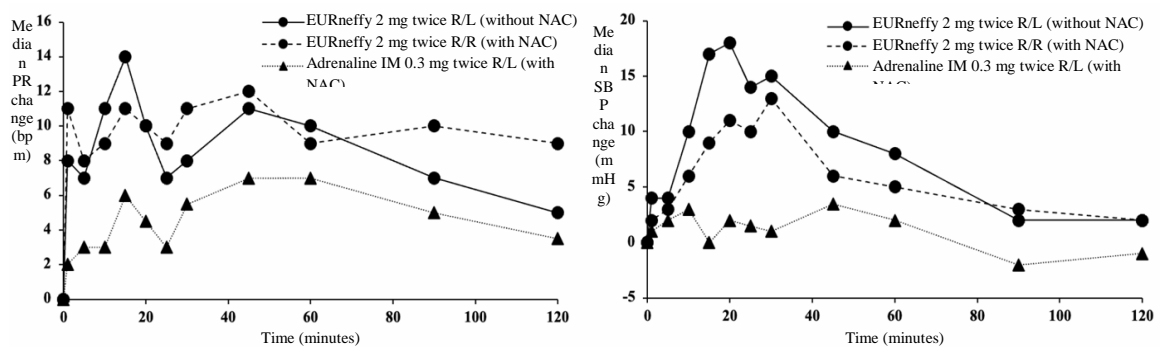 16
14
12
10
8
6
4
2
0
Me
dia
n
PR
cha
nge
(bp
m)
EURneffy 2 mg twice R/L (without NAC)
EURneffy 2 mg twice R/R (with NAC)
Adrenaline IM 0.3 mg twice R/L (with
NAC)
0
20
40
60
80
100
120
Time (minutes)
20
15
10
5
0
-5
Me
dia
n
SB
P
cha
nge
(m
mH
g)
EURneffy 2 mg twice R/L (without NAC)
EURneffy 2 mg twice R/R (with NAC)
Adrenaline IM 0.3 mg twice R/L (with
NAC)
0
20
40
60
80
100
120
Time (minutes)